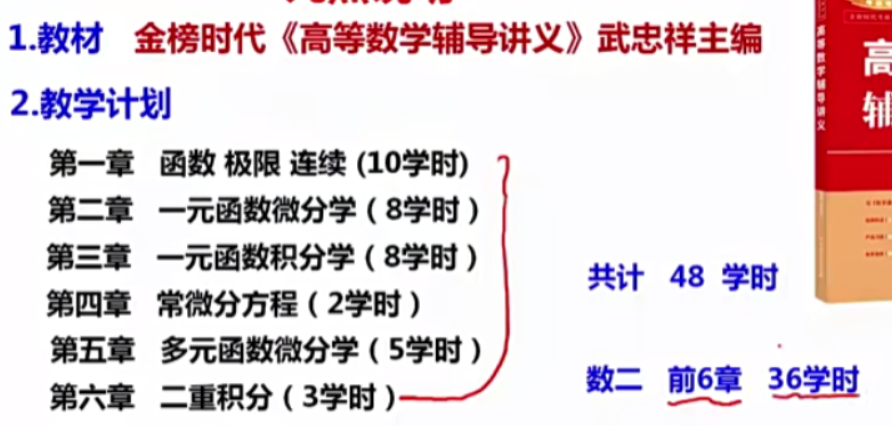 1.教材 金榜时代《高等数学辅导讲义》武忠祥主编
2.教学计划
第一章 函数 极限 连续 (10学时)
第二章 一元函数微分学（8学时）
第三章 一元函数积分学（8学时）
第四章 常微分方程（2学时）
第五章 多元函数微分学（5学时）
第六章 二重积分（3学时）
共计 48 学时
数二 前6章 36学时
高等数学辅导讲义
高
辅